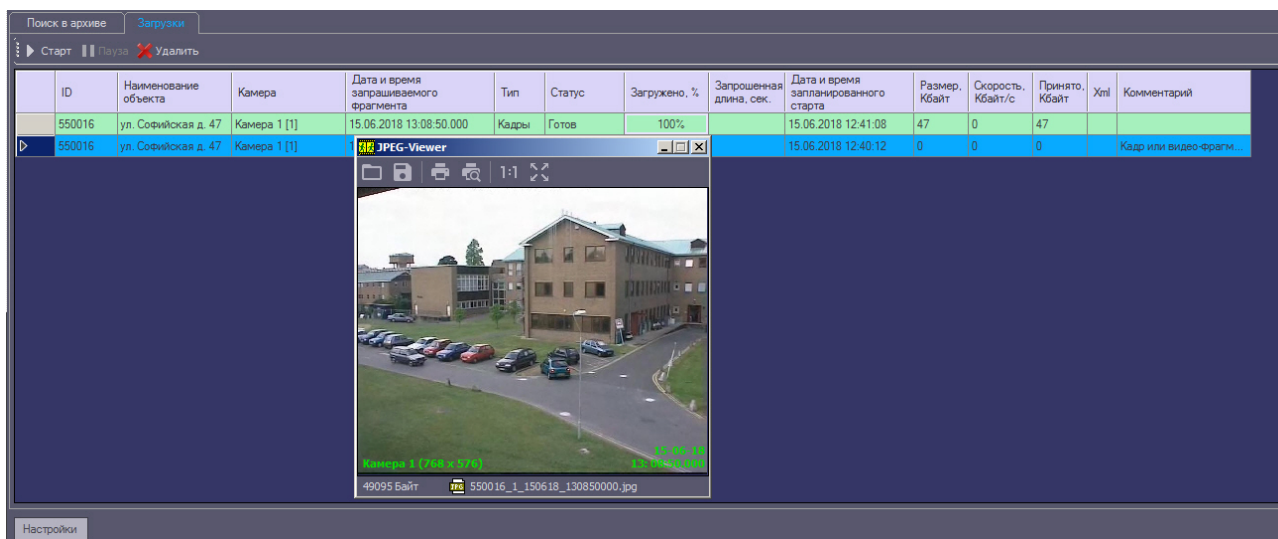 Поиск в архиве Загрузки
Старт Пауза Удалить
ID Наименование объекта Камера Дата и время запрашиваемого фрагмента Тип Статус Загружено, % Запрошенная длина, сек. Дата и время запланированного старта Размер, Кбайт Скорость, Кбайт/с Принято, Кбайт Xml Комментарий
550016 ул. Софийская д. 47 Камера 1 [1] 15.06.2018 13:08:50.000 Кадры Готов 100% 15.06.2018 12:41:08 47 0 47
550016 ул. Софийская д. 47 Камера 1 [1] 1 15.06.2018 12:40:12 0 0 0 Кадр или видео-фрагм...
JPEG-Viewer
1:1
15-06-18
Камера 1 (768 x 576) 13: 08:50.000
49095 Байт JPG 550016_1_150618_130850000.jpg
Настройки